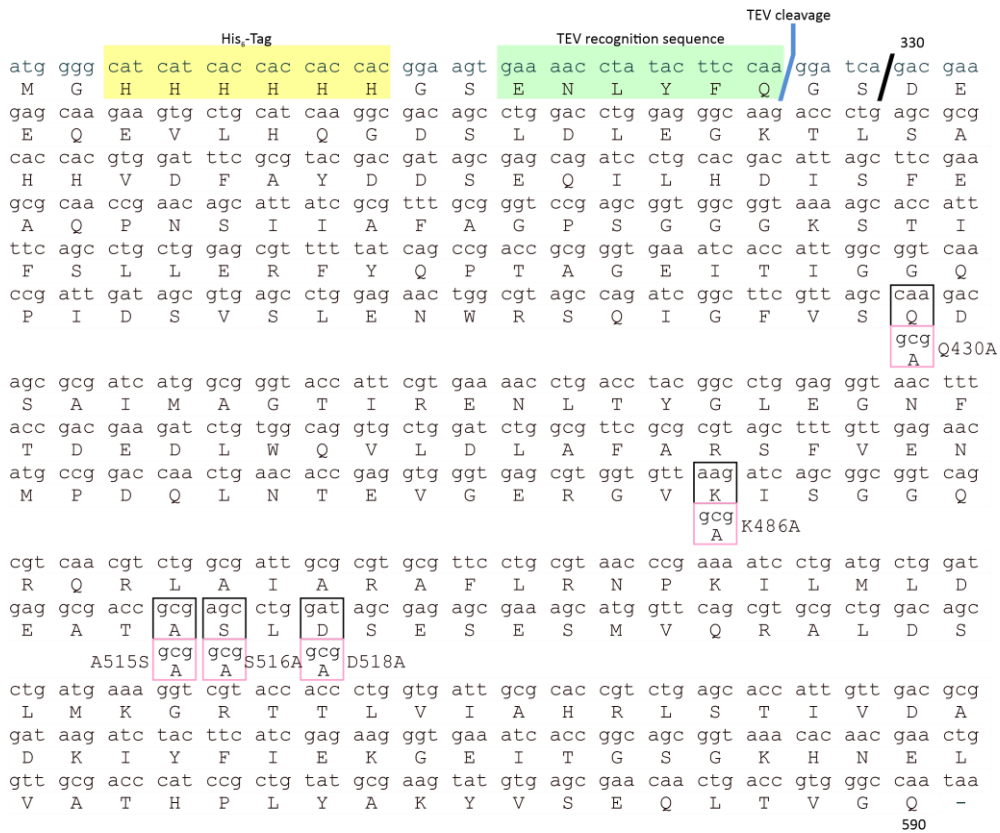 TEV cleavage
His6-Tag TEV recognition sequence 330
atg ggg cat cat cac cac cac cac gga agt gaa aac cta tac ttc caa gga tca gac gaa
M G H H H H H H G S E N L Y F Q G S D E
gag caa gaa gtg ctg cat caa ggc gac agc ctg gac ctg gag ggc aag acc ctg agc gcg
E Q E V L H Q G D S L D L E G K T L S A
cac cac gtg gat ttc gcg tac gac gat agc gag cag atc ctg cac gac att agc ttc gaa
H H V D F A Y D D S E Q I L H D I S F E
gcg caa ccg aac agc att atc gcg ttt gcg ggt ccg agc ggt ggc ggt aaa agc acc att
A Q P N S I I A F A G P S G G G K S T I
ttc agc ctg ctg gag cgt ttt tat cag ccg acc gcg ggt gaa atc acc att ggc ggt caa
F S L L E R F Y Q P T A G E I T I G G Q
ccg att gat agc gtg agc ctg gag aac tgg cgt agc cag atc ggc ttc gtt agc caa gac
P I D S V S L E N W R S Q I G F V S Q D
gcg
A Q430A
agc gcg atc atg gcg ggt acc att cgt gaa aac ctg acc tac ggc ctg gag ggt aac ttt
S A I M A G T I R E N L T Y G L E G N F
acc gac gaa gat ctg tgg cag gtg ctg gat ctg gcg ttc gcg cgt agc ttt gtt gag aac
T D E D L W Q V L D L A F A R S F V E N
atg ccg gac caa ctg aac acc gag gtg ggt gag cgt ggt gtt aag atc agc ggc ggt cag
M P D Q L N T E V G E R G V K I S G G Q
gcg
A K486A
cgt caa cgt ctg gcg att gcg cgt gcg ttc ctg cgt aac ccg aaa atc ctg atg ctg gat
R Q R L A I A R A F L R N P K I L M L D
gag gcg acc gcg agc ctg gat agc gag agc gaa agc atg gtt cag cgt gcg ctg gac agc
E A T A S L D S E S E S M V Q R A L D S
gcg gcg gcg
A515S A A S516A A D518A
ctg atg aaa ggt cgt acc acc ctg gtg att gcg cac cgt ctg agc acc att gtt gac gcg
L M K G R T T L V I A H R L S T I V D A
gat aag atc tac ttc atc gag aag ggt gaa atc acc ggc agc ggt aaa cac aac gaa ctg
D K I Y F I E K G E I T G S G K H N E L
gtt gcg acc cat ccg ctg tat gcg aag tat gtg agc gaa caa ctg acc gtg ggc caa taa
V A T H P L Y A K Y V S E Q L T V G Q -
590